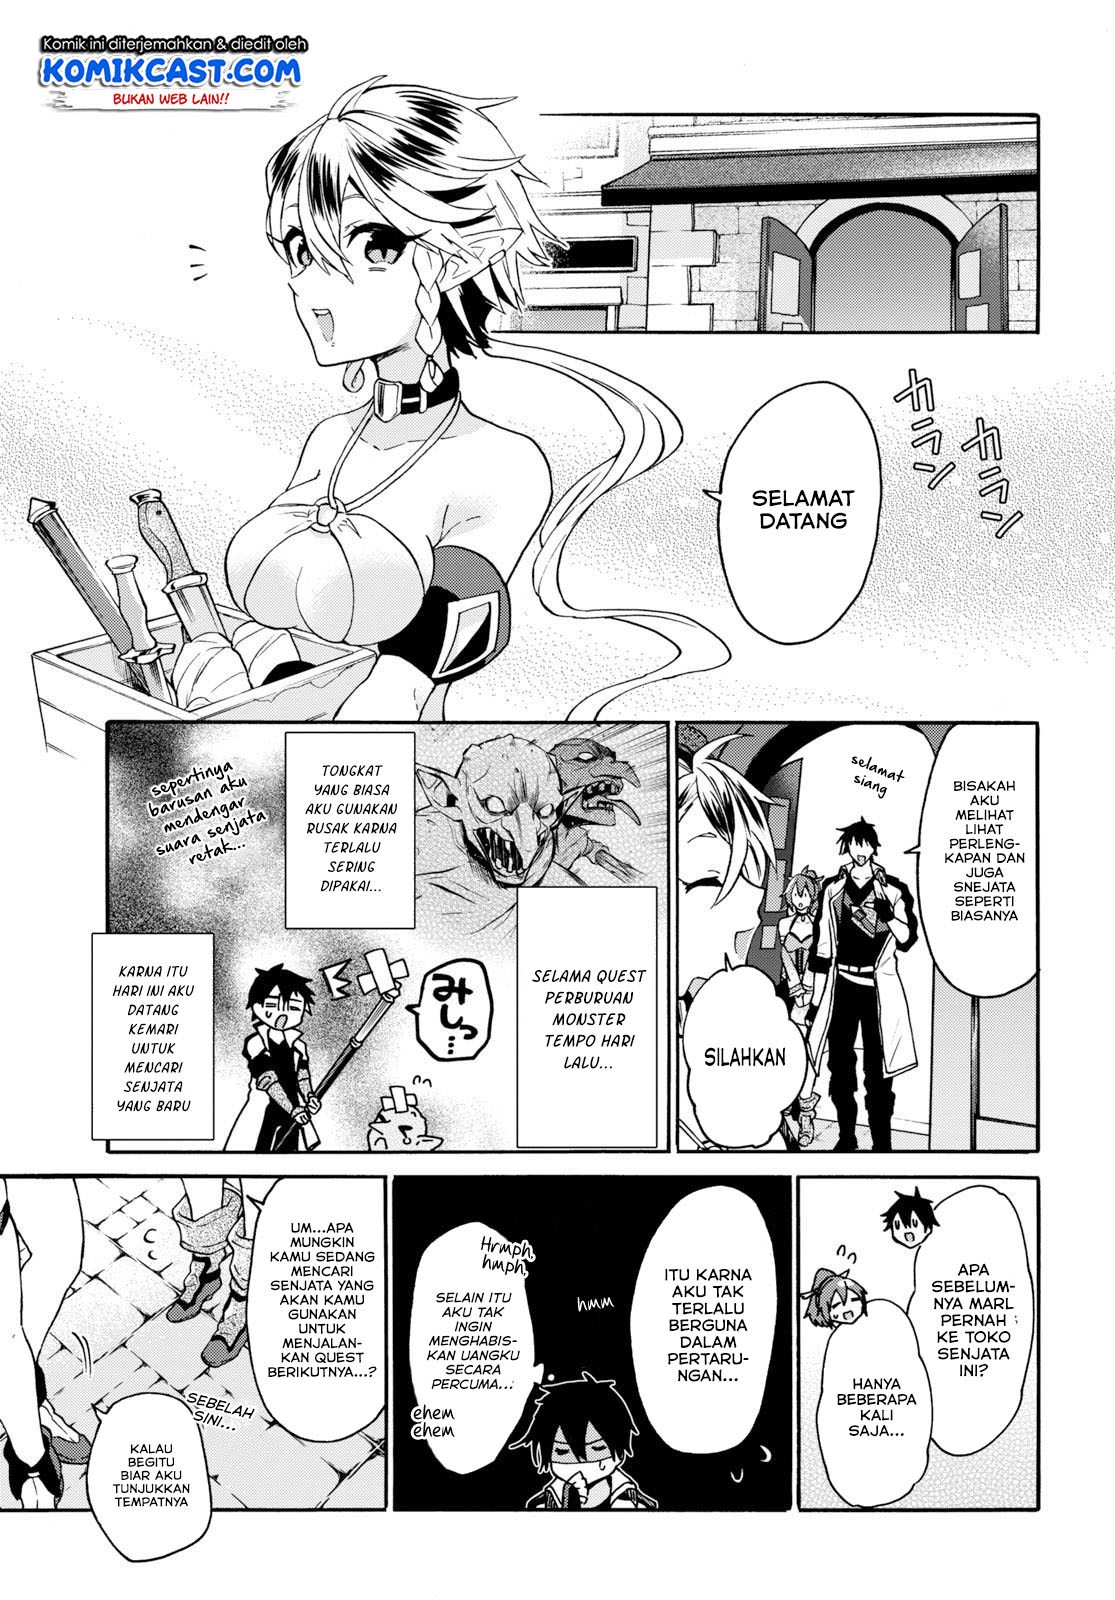 Komik ini diterjemahkan & diedit oleh
KOMIKCAST.COM
BUKAN WEB LAIN!!
カラン
カラン
SELAMAT
DATANG
BISAKAH
AKU
MELIHAT
LIHAT
PERLENG-
KAPAN DAN
JUGA
SNEJATA
SEPERTI
BIASANYA
selamat
siang
SILAHKAN
SELAMA QUEST
PERBURUAN
MONSTER
TEMPO HARI
LALU...
TONGKAT
YANG BIASA
AKU GUNAKAN
RUSAK KARNA
TERLALU
SERING
DIPAKAI...
sepertinya
barusan aku
mendengar
suara senjata
retak...
みしっ…
KARNA ITU
HARI INI AKU
DATANG
KEMARI
UNTUK
MENCARI
SENJATA
YANG BARU
APA
SEBELUM-
NYA MARL
PERNAH
KE TOKO
SENJATA
INI?
HANYA
BEBERAPA
KALI
SAJA...
ITU KARNA
AKU TAK
TERLALU
BERGUNA
DALAM
PERTARU-
NGAN...
hmm
Hrmph,
hmph,
SELAIN ITU
AKU TAK
INGIN
MENGHABIS-
KAN UANGKU
SECARA
PERCUMA...
ehem
ehem
UM...APA
MUNGKIN
KAMU SEDANG
MENCARI
SENJATA YANG
AKAN KAMU
GUNAKAN
UNTUK
MENJALAN-
KAN QUEST
BERIKUTNYA...?
SEBELAH
SINI...
KALAU
BEGITU
BIAR AKU
TUNJUKKAN
TEMPATNYA